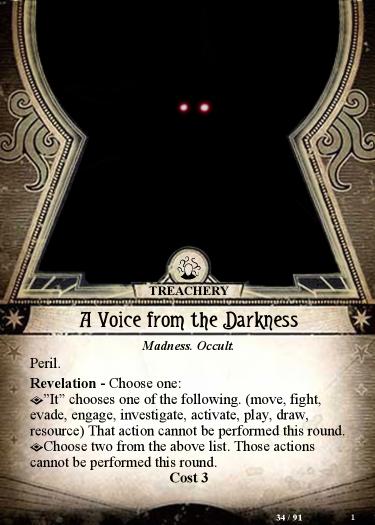 TREACHERY
A Voice from the Darkness
Madness. Occult.
Peril.
Revelation - Choose one:
”It” chooses one of the following. (move, fight,
evade, engage, investigate, activate, play, draw,
resource) That action cannot be performed this round.
Choose two from the above list. Those actions
cannot be performed this round.
Cost 3
34 / 91 1